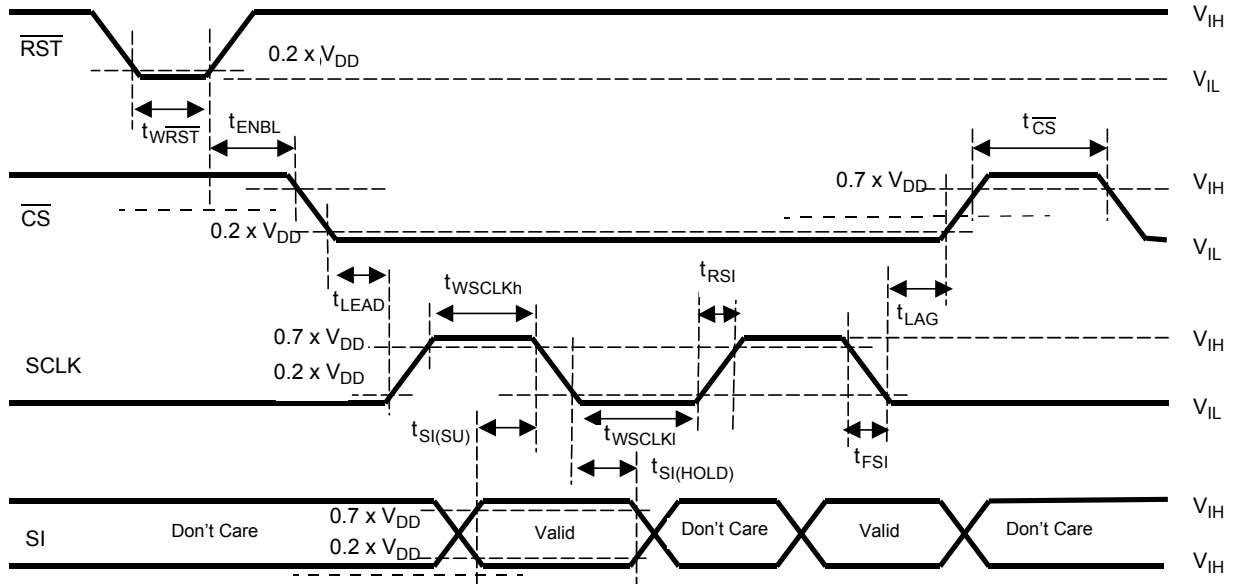 V_IH
RST
0.2 x V_DD
V_IL
t_WRST
t_ENBL
t_CS
0.7 x V_DD
V_IH
CS
0.2 x V_DD
V_IL
t_LEAD
t_WSCLKh
t_RSI
t_LAG
0.7 x V_DD
V_IH
SCLK
0.2 x V_DD
V_IL
t_SI(SU)
t_WSCLKl
t_FSI
t_SI(HOLD)
V_IH
0.7 x V_DD
SI
Don't Care
Valid
Don't Care
Valid
Don't Care
0.2 x V_DD
V_IH